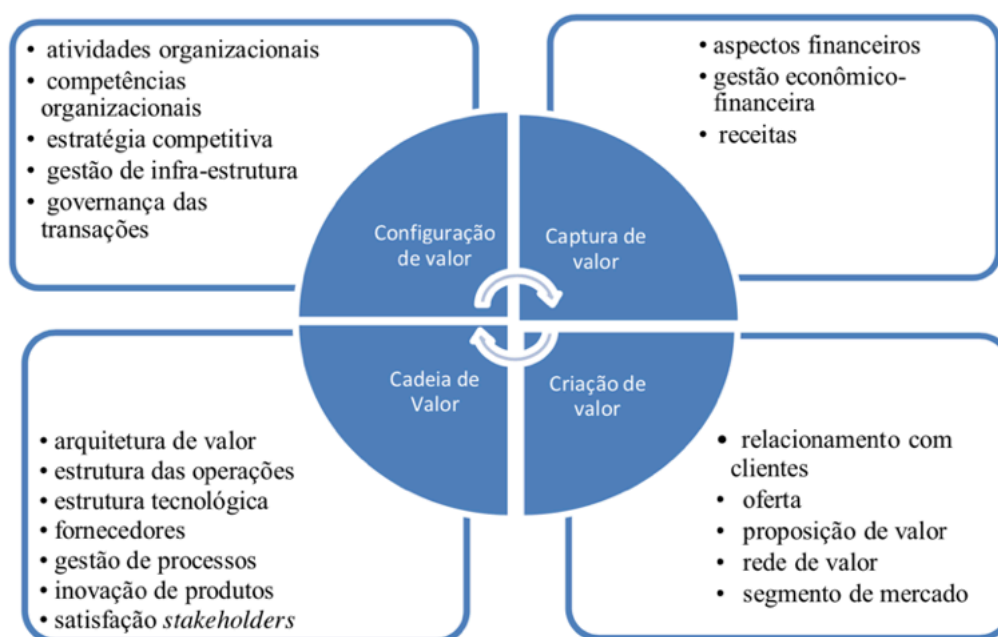 • atividades organizacionais
• competências
organizacionais
• estratégia competitiva
• gestão de infra-estrutura
• governança das
transações
• aspectos financeiros
• gestão econômico-
financeira
• receitas
Configuração
de valor
Captura de
valor
Cadeia de
Valor
Criação de
valor
• arquitetura de valor
• estrutura das operações
• estrutura tecnológica
• fornecedores
• gestão de processos
• inovação de produtos
• satisfação stakeholders
• relacionamento com
clientes
• oferta
• proposição de valor
• rede de valor
• segmento de mercado